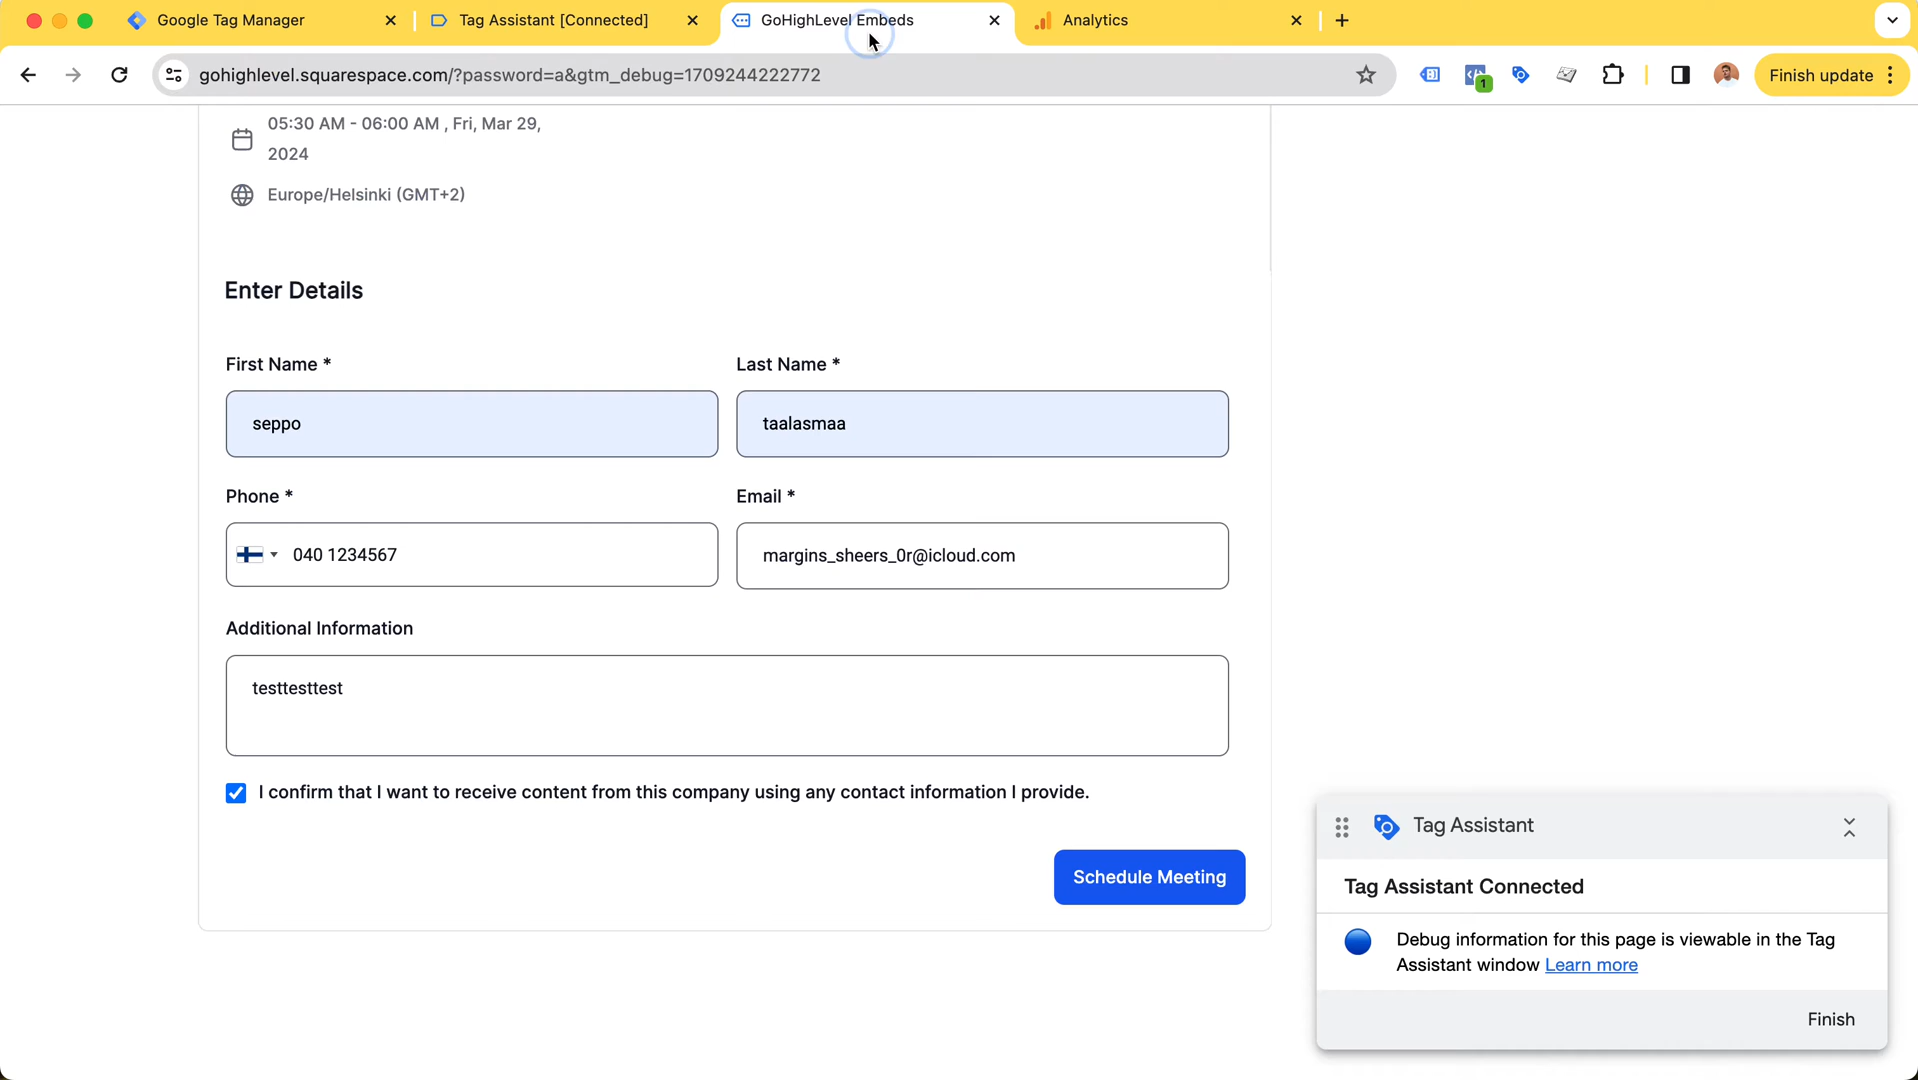 Google Tag Manager
Tag Assistant [Connected]
GoHighLevel Embeds
Analytics
gohighlevel.squarespace.com/?password=a&gtm_debug=1709244222772
1
Finish update
05:30 AM - 06:00 AM , Fri, Mar 29,
2024
Europe/Helsinki (GMT+2)
Enter Details
First Name *
Last Name *
seppo
taalasmaa
Phone *
Email *
040 1234567
margins_sheers_0r@icloud.com
Additional Information
testtesttest
I confirm that I want to receive content from this company using any contact information I provide.
Schedule Meeting
Tag Assistant
Tag Assistant Connected
Debug information for this page is viewable in the Tag
Assistant window Learn more
Finish